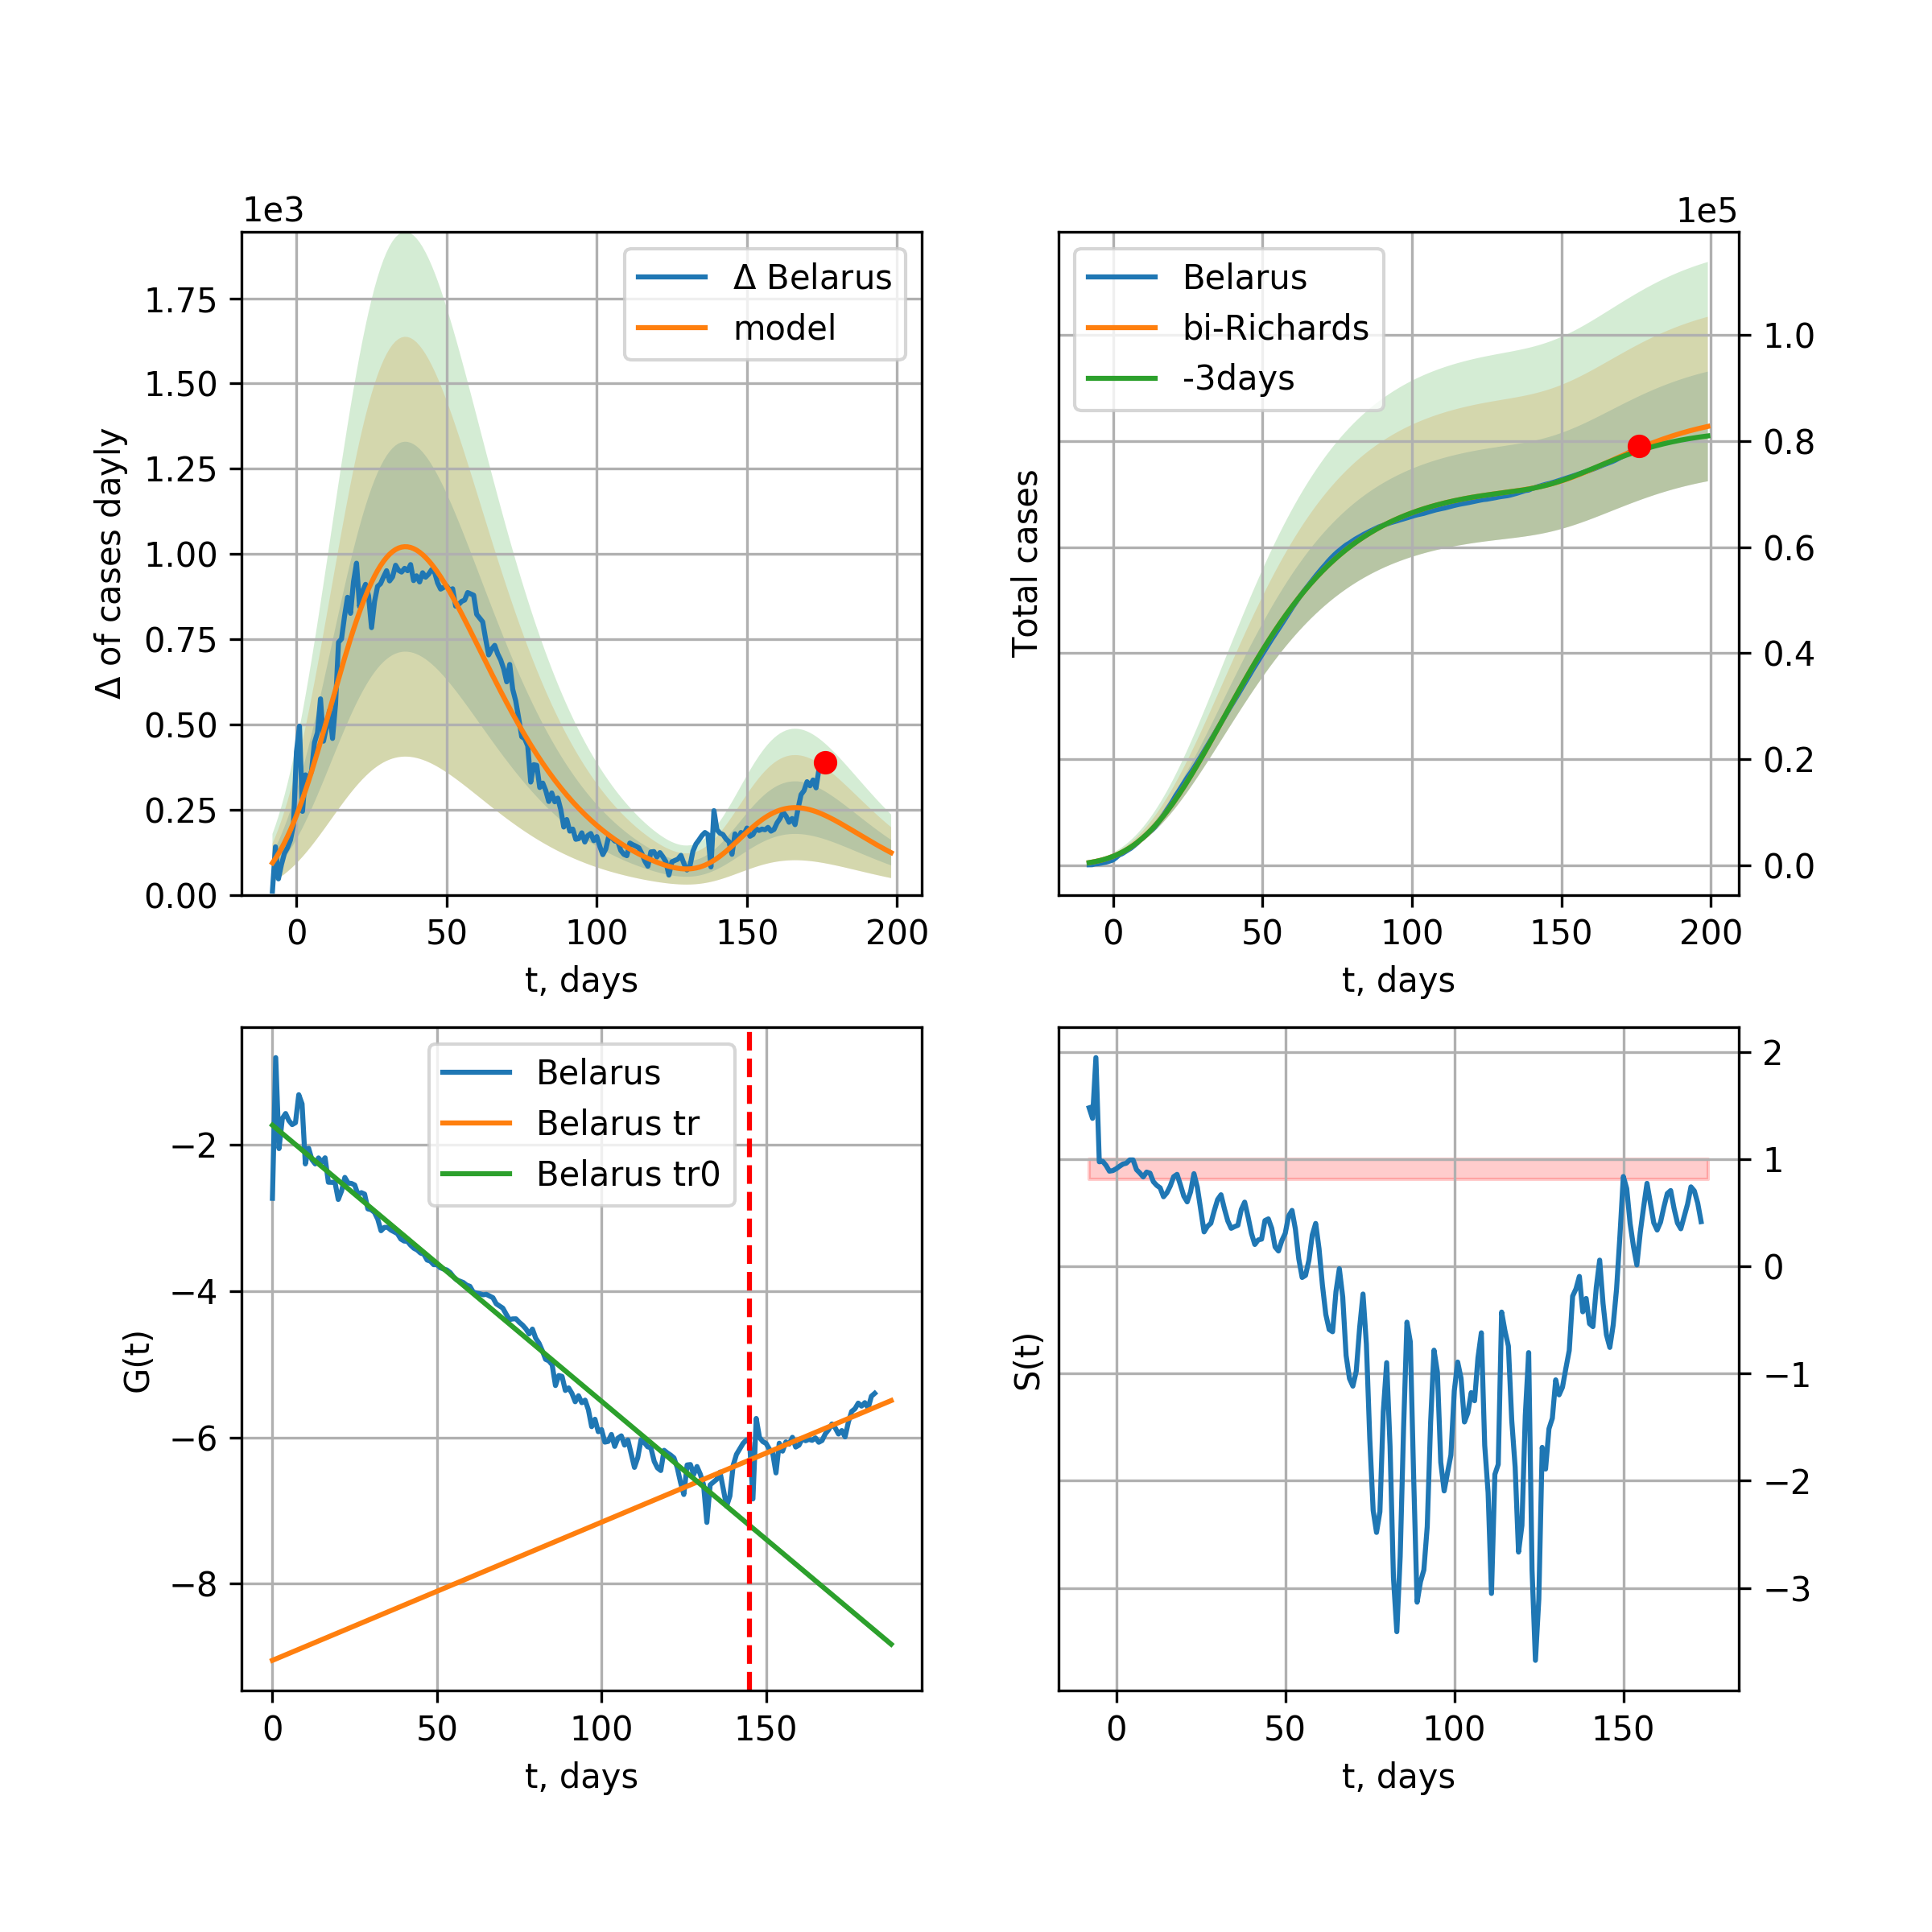 1e3
Δ Belarus
model
1.75
1.50
1.25
1.00
0.75
0.50
0.25
0.00
Δ of cases dayly
0 50 100 150 200
t, days
1e5
Belarus
bi-Richards
-3days
Total cases
1.0
0.8
0.6
0.4
0.2
0.0
0 50 100 150 200
t, days
Belarus
Belarus tr
Belarus tr0
−2
−4
−6
−8
G(t)
0 50 100 150
t, days
S(t)
2
1
0
−1
−2
−3
0 50 100 150
t, days